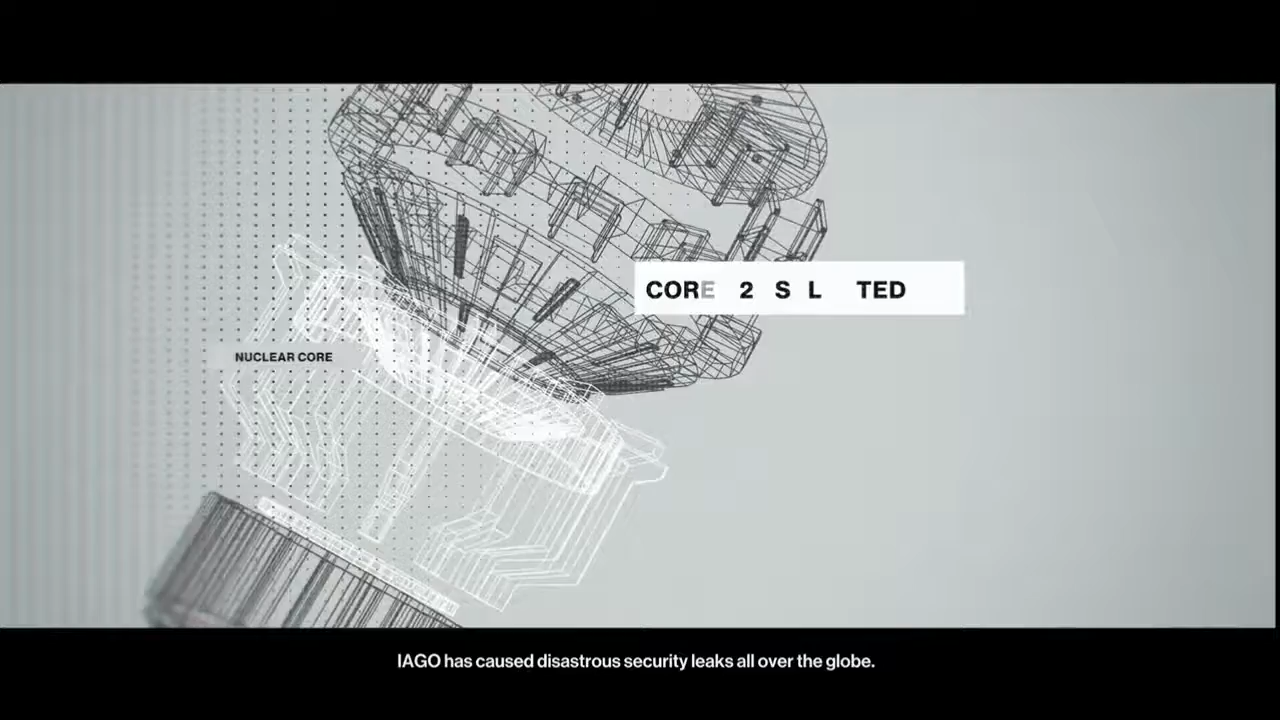 CORE 2 S L TED
NUCLEAR CORE
IAGO has caused disastrous security leaks all over the globe.